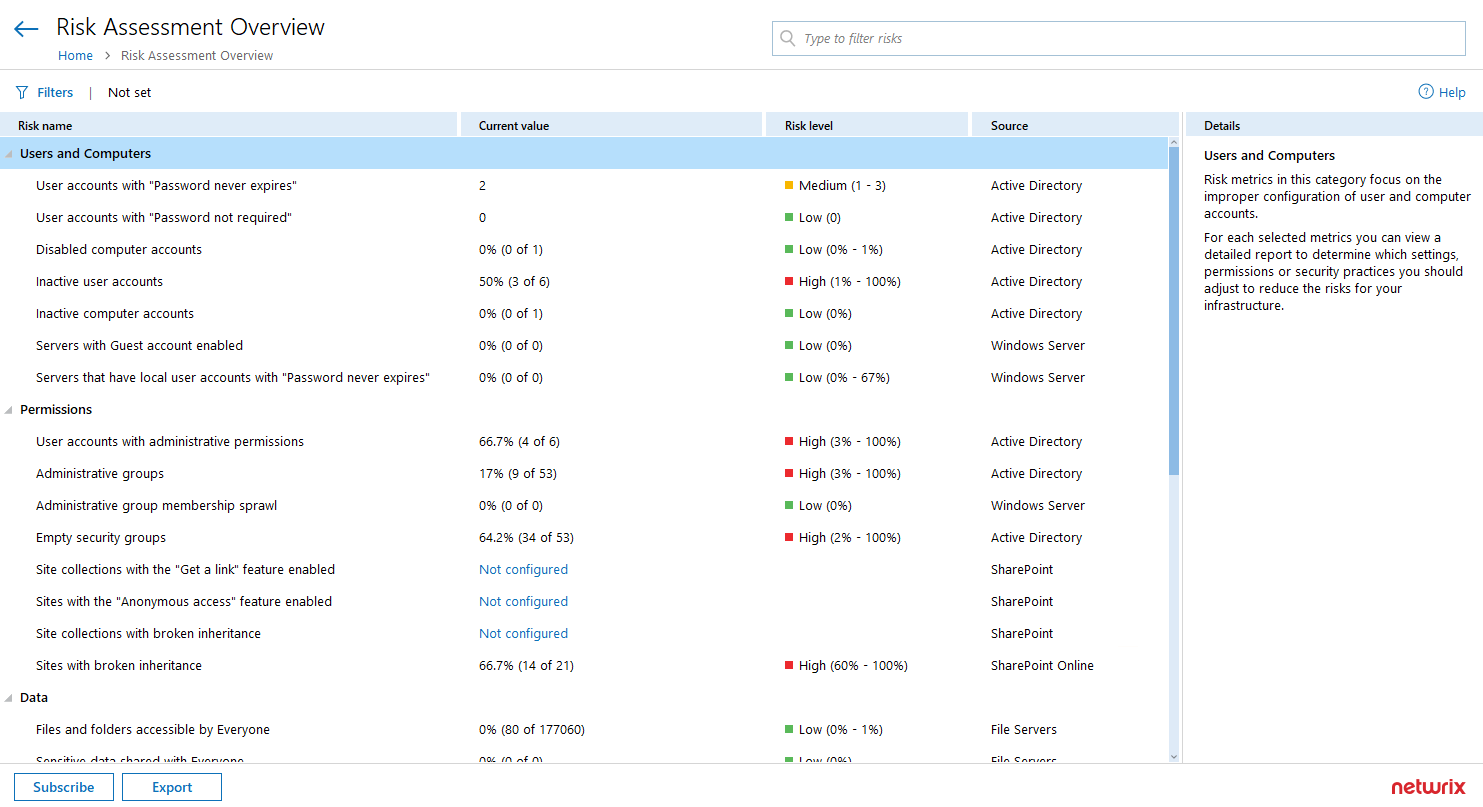 Risk Assessment Overview
Home > Risk Assessment Overview
Type to filter risks
Filters | Not set
Help
Risk name Current value Risk level Source Details
Users and Computers
User accounts with "Password never expires" 2 Medium (1 - 3) Active Directory
User accounts with "Password not required" 0 Low (0) Active Directory
Disabled computer accounts 0% (0 of 1) Low (0% - 1%) Active Directory
Inactive user accounts 50% (3 of 6) High (1% - 100%) Active Directory
Inactive computer accounts 0% (0 of 1) Low (0%) Active Directory
Servers with Guest account enabled 0% (0 of 0) Low (0%) Windows Server
Servers that have local user accounts with "Password never expires" 0% (0 of 0) Low (0% - 67%) Windows Server
Permissions
User accounts with administrative permissions 66.7% (4 of 6) High (3% - 100%) Active Directory
Administrative groups 17% (9 of 53) High (3% - 100%) Active Directory
Administrative group membership sprawl 0% (0 of 0) Low (0%) Windows Server
Empty security groups 64.2% (34 of 53) High (2% - 100%) Active Directory
Site collections with the "Get a link" feature enabled Not configured SharePoint
Sites with the "Anonymous access" feature enabled Not configured SharePoint
Site collections with broken inheritance Not configured SharePoint
Sites with broken inheritance 66.7% (14 of 21) High (60% - 100%) SharePoint Online
Data
Files and folders accessible by Everyone 0% (80 of 177060) Low (0% - 1%) File Servers
Sensitive data shared with Everyone 0% (0 of 0) Low (0%) File Servers
Users and Computers
Risk metrics in this category focus on the
improper configuration of user and computer
accounts.
For each selected metrics you can view a
detailed report to determine which settings,
permissions or security practices you should
adjust to reduce the risks for your
infrastructure.
Subscribe Export
netwrix